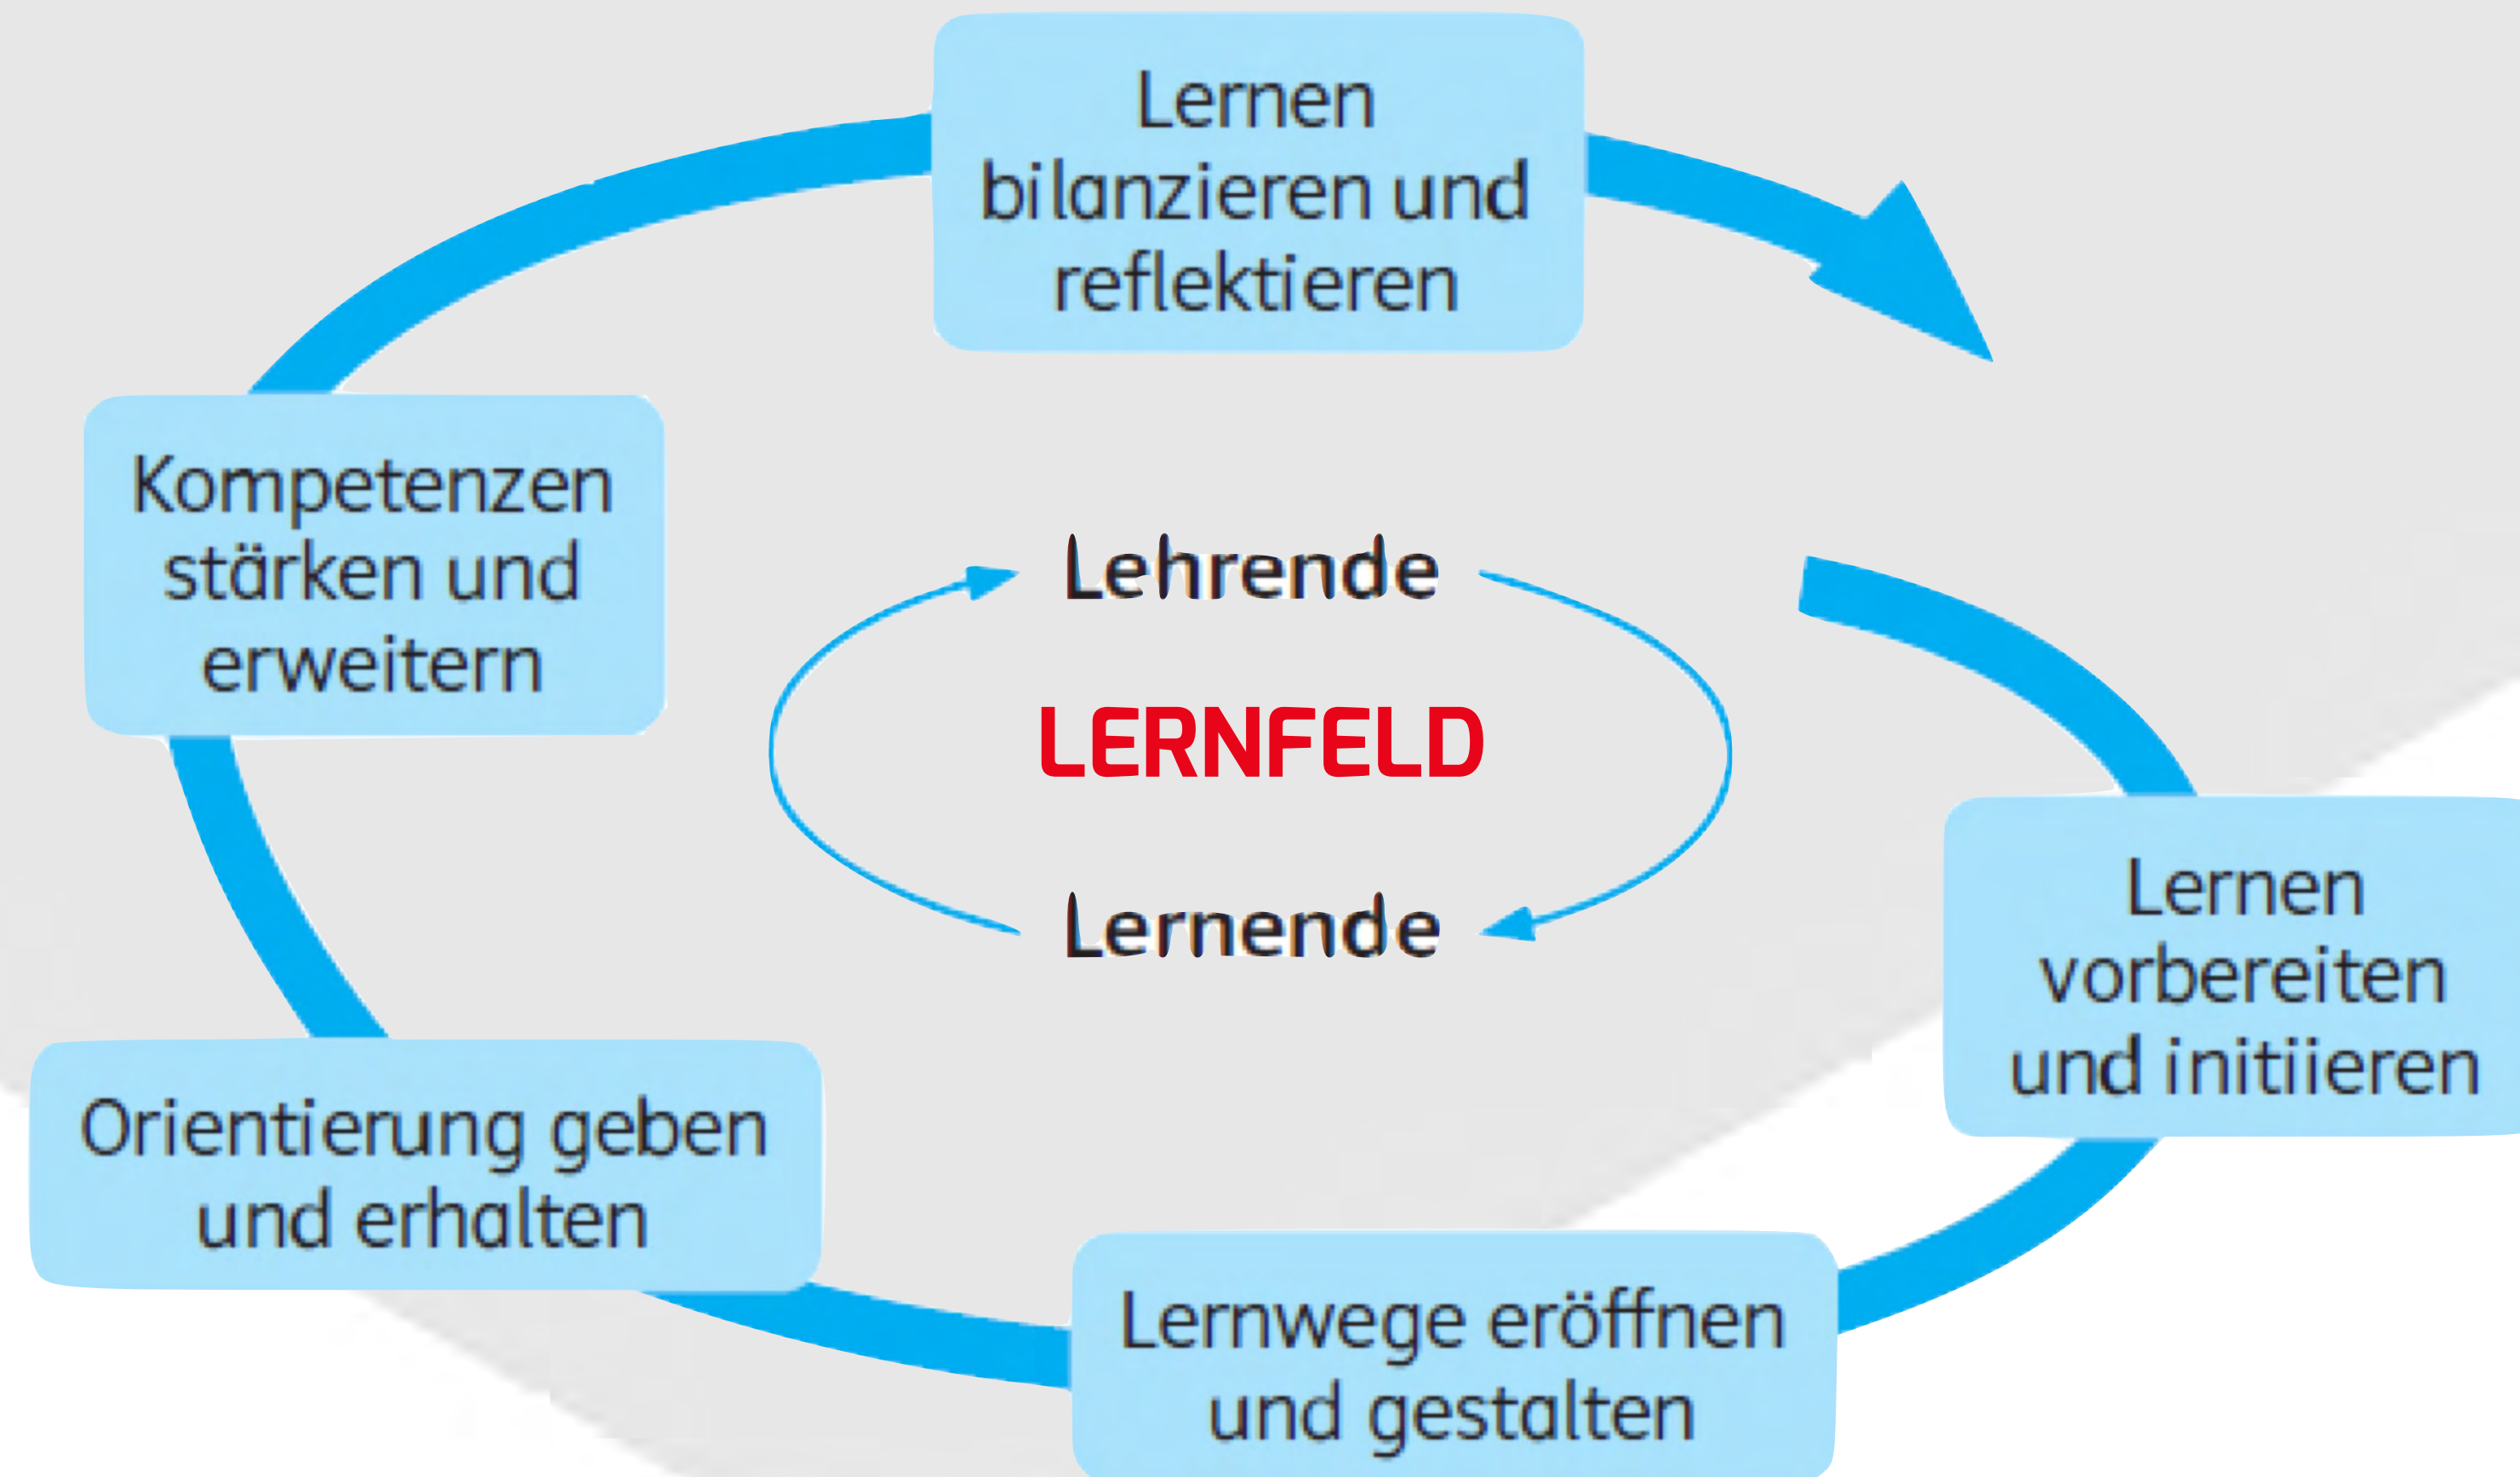 Lernen
bilanzieren und
reflektieren
Kompetenzen
stärken und
erweitern
Lehrende
LERNFELD
Lernende
Lernen
vorbereiten
und initiieren
Orientierung geben
und erhalten
Lernwege eröffnen
und gestalten